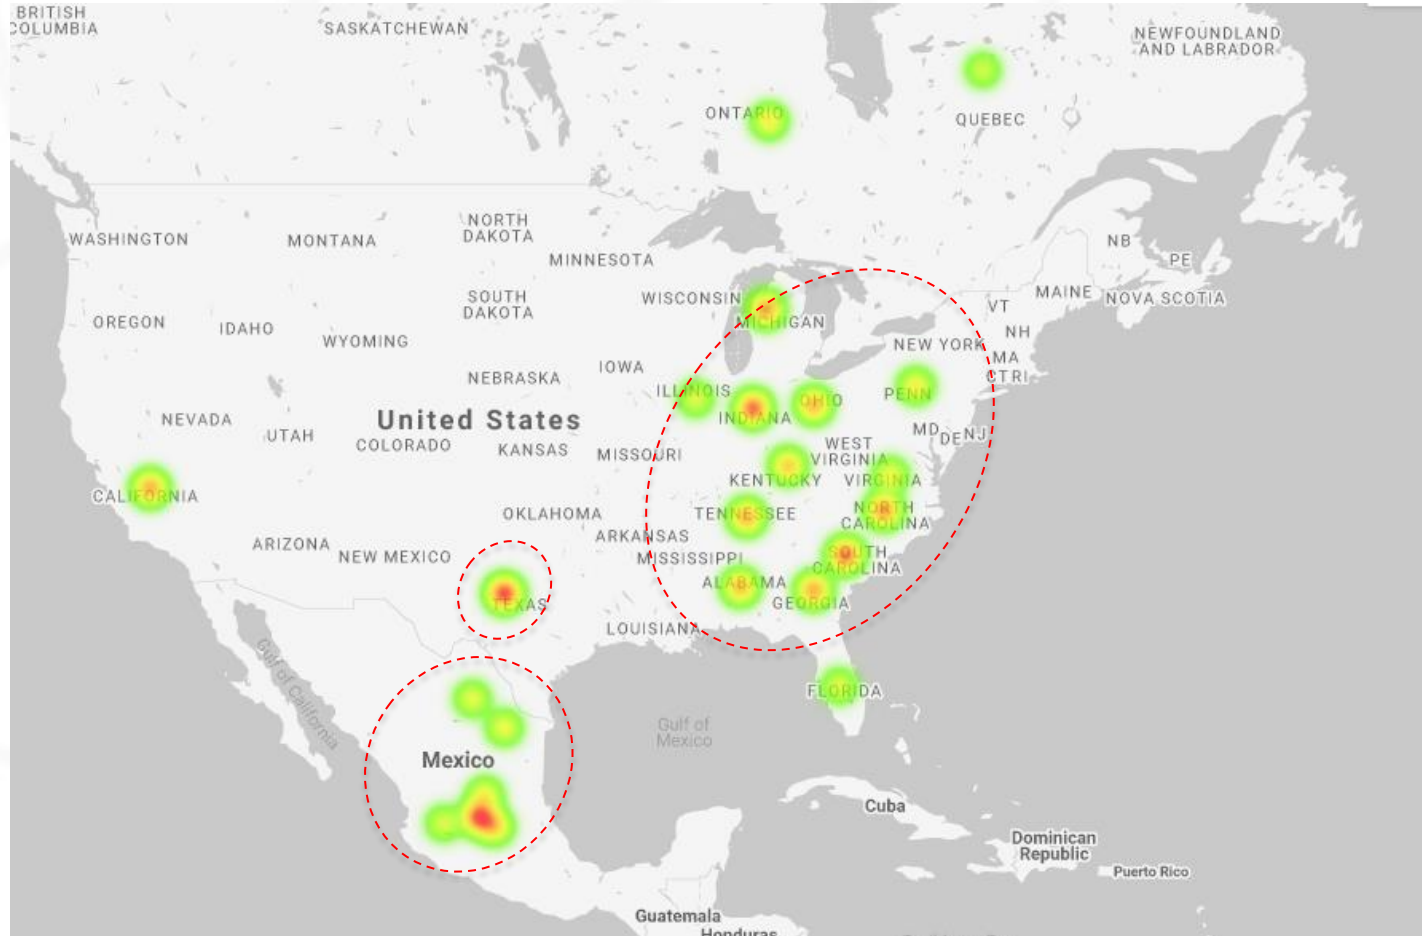 BRITISH
COLUMBIA
SASKATCHEWAN
NEWFOUNDLAND
AND LABRADOR
ONTARIO
QUEBEC
WASHINGTON
MONTANA
NORTH
DAKOTA
MINNESOTA
NB
PE
OREGON
IDAHO
WYOMING
SOUTH
DAKOTA
WISCONSIN
MICHIGAN
VT
MAINE
NOVA SCOTIA
NH
NEW YORK
MA
CT RI
NEBRASKA
IOWA
ILLINOIS
INDIANA
OHIO
PENN
NEVADA
UTAH
United States
COLORADO
KANSAS
MISSOURI
WEST
VIRGINIA
MD
DE
NJ
KENTUCKY
VIRGINIA
CALIFORNIA
OKLAHOMA
TENNESSEE
NORTH
CAROLINA
ARIZONA
NEW MEXICO
ARKANSAS
MISSISSIPPI
SOUTH
CAROLINA
ALABAMA
GEORGIA
TEXAS
LOUISIANA
Gulf of California
FLORIDA
Gulf of
Mexico
Mexico
Cuba
Dominican
Republic
Puerto Rico
Guatemala
Honduras